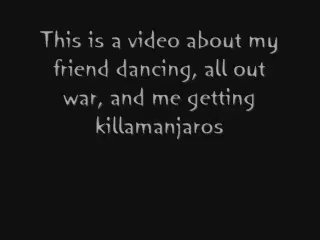 This is a video about my
friend dancing, all out
war, and me getting
killamanjaros